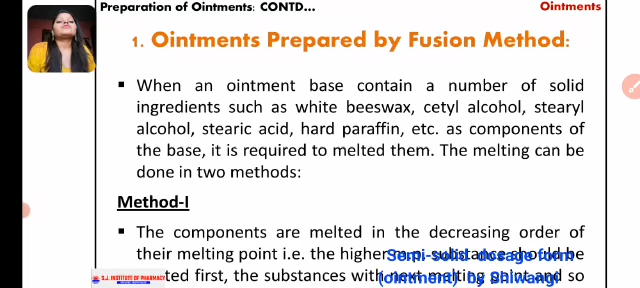 Preparation of Ointments: CONTD...
Ointments
1. Ointments Prepared by Fusion Method:
▪ When an ointment base contain a number of solid
ingredients such as white beeswax, cetyl alcohol, stearyl
alcohol, stearic acid, hard paraffin, etc. as components of
the base, it is required to melted them. The melting can be
done in two methods:
Method-I
▪ The components are melted in the decreasing order of
their melting point i.e. the higher m.p. substance should be
Semi-solid dosage form
first, the substances with next melting point and so
(ointment) by Shiwangi
S.J. INSTITUTE OF PHARMACY